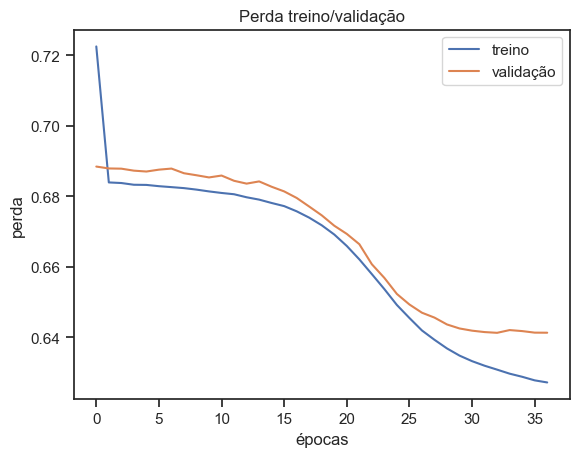 Perda treino/validação
treino
validação
0.72
0.70
0.68
0.66
0.64
perda
0 5 10 15 20 25 30 35
épocas